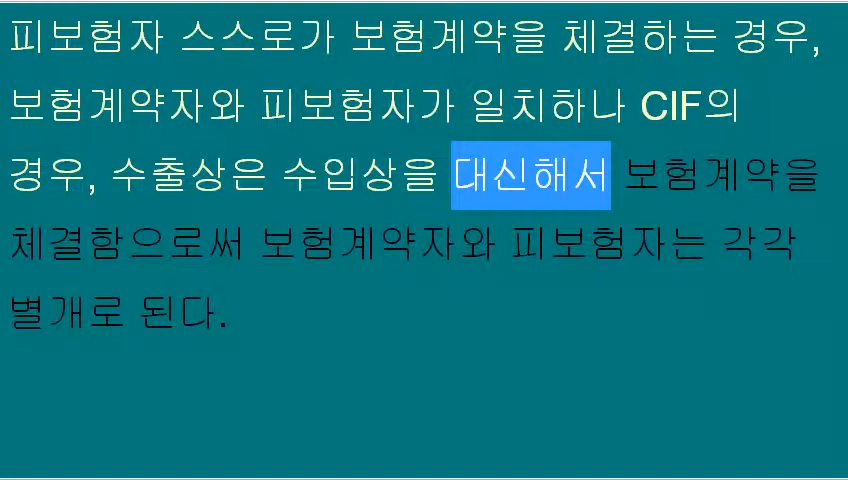 피보험자 스스로가 보험계약을 체결하는 경우,
보험계약자와 피보험자가 일치하나 CIF의
경우, 수출상은 수입상을 대신해서 보험계약을
체결함으로써 보험계약자와 피보험자는 각각
별개로 된다.